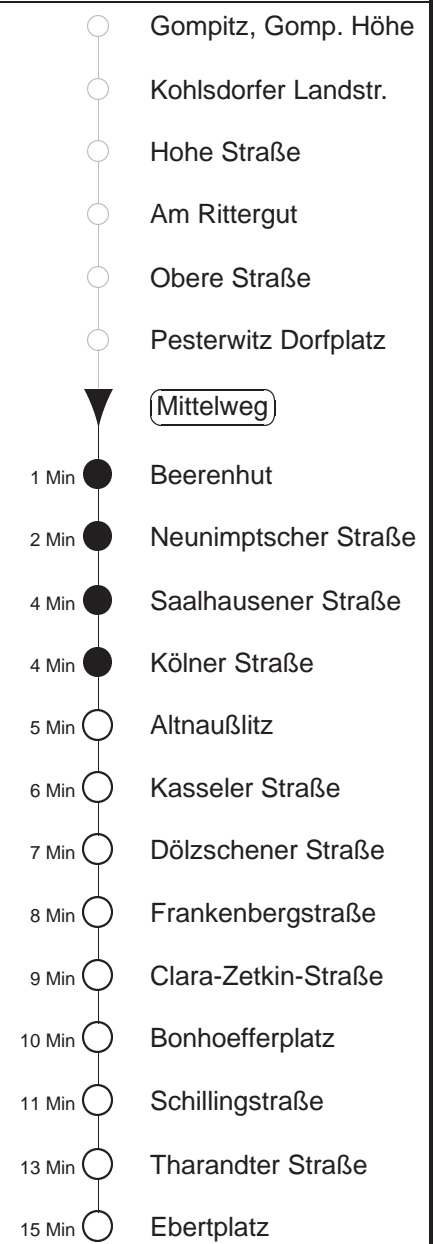 Gompitz, Gomp. Höhe
Kohlsdorfer Landstr.
Hohe Straße
Am Rittergut
Obere Straße
Pesterwitz Dorfplatz
Mittelweg
1 Min Beerenhut
2 Min Neunimptscher Straße
4 Min Saalhausener Straße
4 Min Kölner Straße
5 Min Altnaußlitz
6 Min Kasseler Straße
7 Min Dölzschener Straße
8 Min Frankenbergstraße
9 Min Clara-Zetkin-Straße
10 Min Bonhoefferplatz
11 Min Schillingstraße
13 Min Tharandter Straße
15 Min Ebertplatz